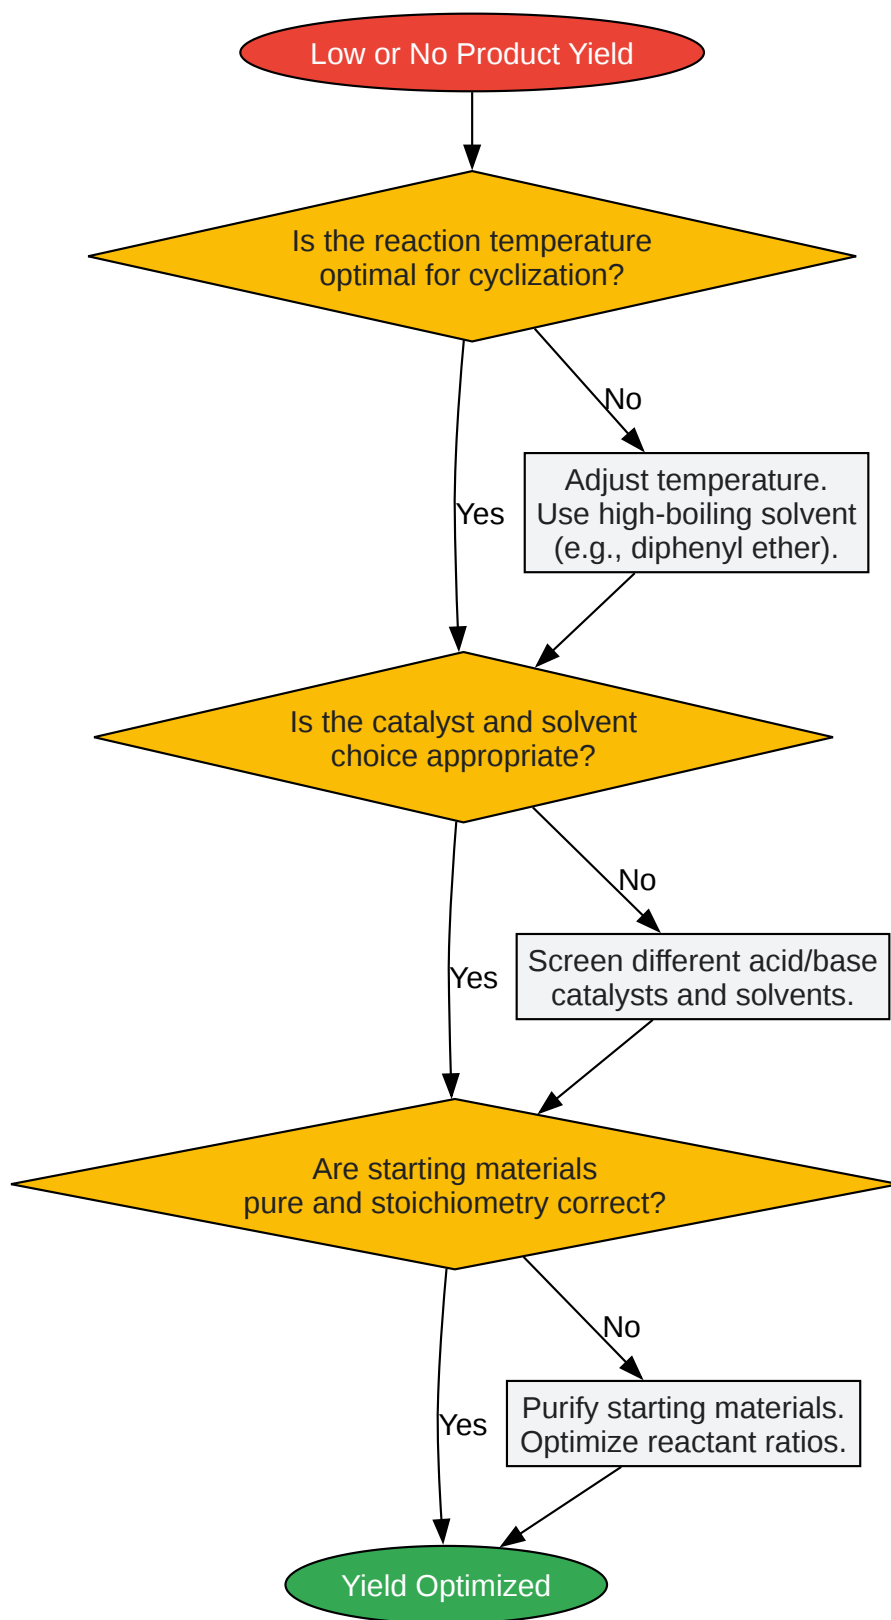 Low or No Product Yield
Is the reaction temperature
optimal for cyclization?
No
Adjust temperature.
Use high-boiling solvent
(e.g., diphenyl ether).
Yes
Is the catalyst and solvent
choice appropriate?
No
Screen different acid/base
catalysts and solvents.
Yes
Are starting materials
pure and stoichiometry correct?
No
Purify starting materials.
Optimize reactant ratios.
Yes
Yield Optimized